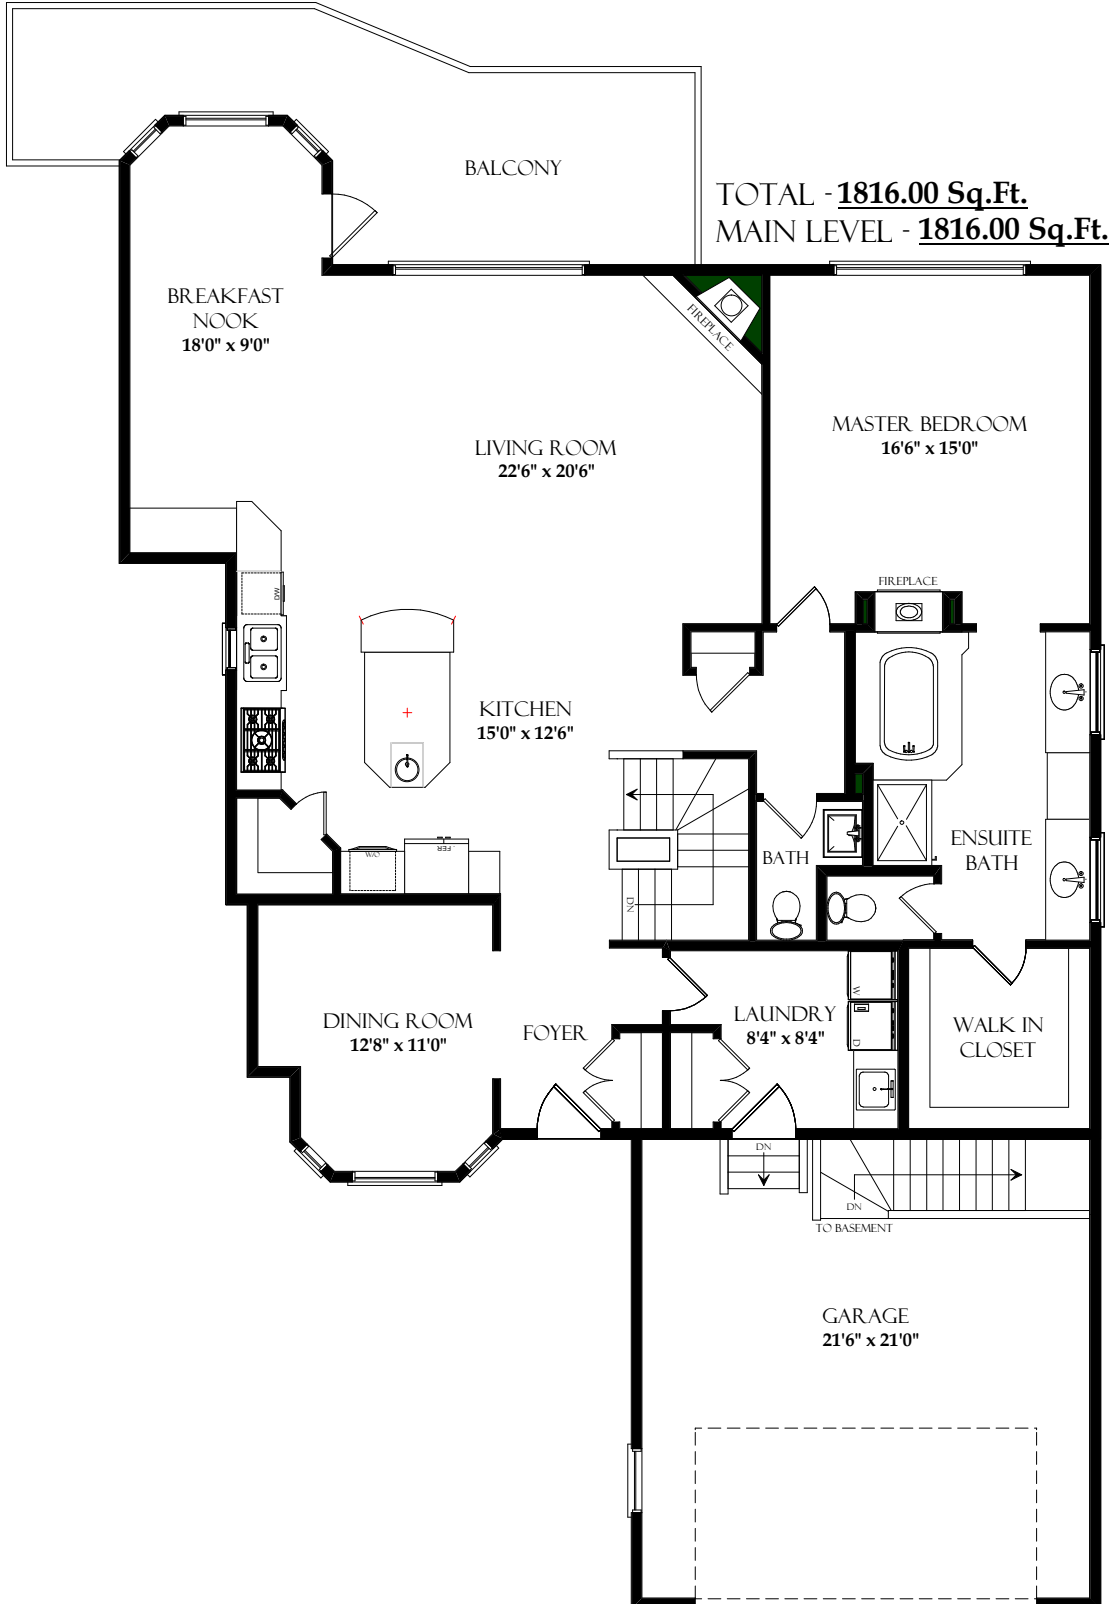 BALCONY
TOTAL - 1816.00 Sq.Ft.
MAIN LEVEL - 1816.00 Sq.Ft.
BREAKFAST
NOOK
18'0" x 9'0"
FIREPLACE
LIVING ROOM
22'6" x 20'6"
MASTER BEDROOM
16'6" x 15'0"
FIREPLACE
D/W
KITCHEN
15'0" x 12'6"
W/O
FER
DN
BATH
ENSUITE
BATH
DINING ROOM
12'8" x 11'0"
FOYER
LAUNDRY
8'4" x 8'4"
W
D
WALK IN
CLOSET
DN
DN
TO BASEMENT
GARAGE
21'6" x 21'0"